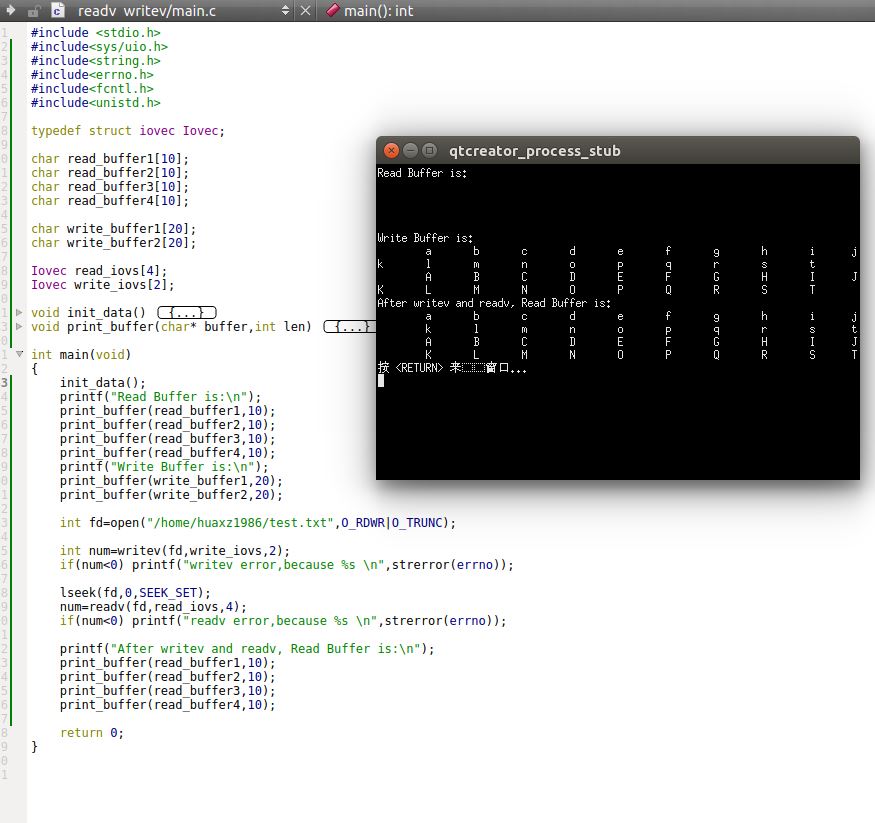 readv writev/main.c main(): int
#include <stdio.h>
#include<sys/uio.h>
#include<string.h>
#include<errno.h>
#include<fcntl.h>
#include<unistd.h>
typedef struct iovec Iovec;
char read_buffer1[10];
char read_buffer2[10];
char read_buffer3[10];
char read_buffer4[10];
char write_buffer1[20];
char write_buffer2[20];
Iovec read_iovs[4];
Iovec write_iovs[2];
void init_data() {...}
void print_buffer(char* buffer,int len) {...}
int main(void)
{
init_data();
printf("Read Buffer is:\n");
print_buffer(read_buffer1,10);
print_buffer(read_buffer2,10);
print_buffer(read_buffer3,10);
print_buffer(read_buffer4,10);
printf("Write Buffer is:\n");
print_buffer(write_buffer1,20);
print_buffer(write_buffer2,20);
int fd=open("/home/huaxz1986/test.txt",O_RDWR|O_TRUNC);
int num=writev(fd,write_iovs,2);
if(num<0) printf("writev error,because %s \n",strerror(errno));
lseek(fd,0,SEEK_SET);
num=readv(fd,read_iovs,4);
if(num<0) printf("readv error,because %s \n",strerror(errno));
printf("After writev and readv, Read Buffer is:\n");
print_buffer(read_buffer1,10);
print_buffer(read_buffer2,10);
print_buffer(read_buffer3,10);
print_buffer(read_buffer4,10);
return 0;
}
qtcreator_process_stub
Read Buffer is:
Write Buffer is:
a b c d e f g h i j
k l m n o p q r s t
A B C D E F G H I J
K L M N O P Q R S T
After writev and readv, Read Buffer is:
a b c d e f g h i j
k l m n o p q r s t
A B C D E F G H I J
K L M N O P Q R S T
按 <RETURN> 来窗口...